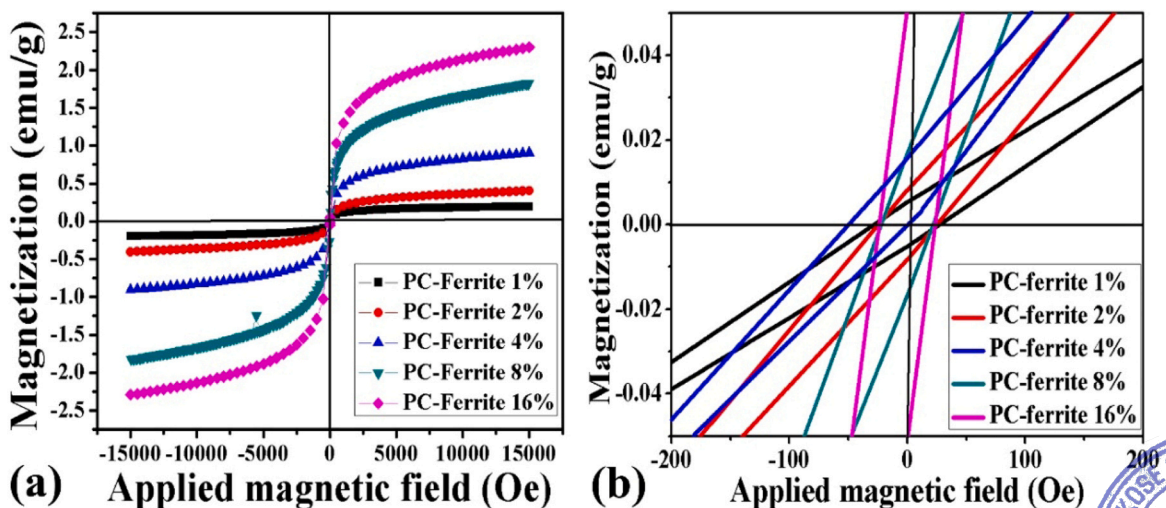 Magnetization (emu/g)
2.5
2.0
1.5
1.0
0.5
0.0
-0.5
-1.0
-1.5
-2.0
-2.5
PC-Ferrite 1%
PC-Ferrite 2%
PC-Ferrite 4%
PC-Ferrite 8%
PC-Ferrite 16%
-15000 -10000 -5000 0 5000 10000 15000
(a) Applied magnetic field (Oe)
Magnetization (emu/g)
0.04
0.02
0.00
-0.02
-0.04
PC-ferrite 1%
PC-ferrite 2%
PC-ferrite 4%
PC-ferrite 8%
PC-ferrite 16%
-200 -100 0 100 200
(b) Applied magnetic field (Oe)
KOSE